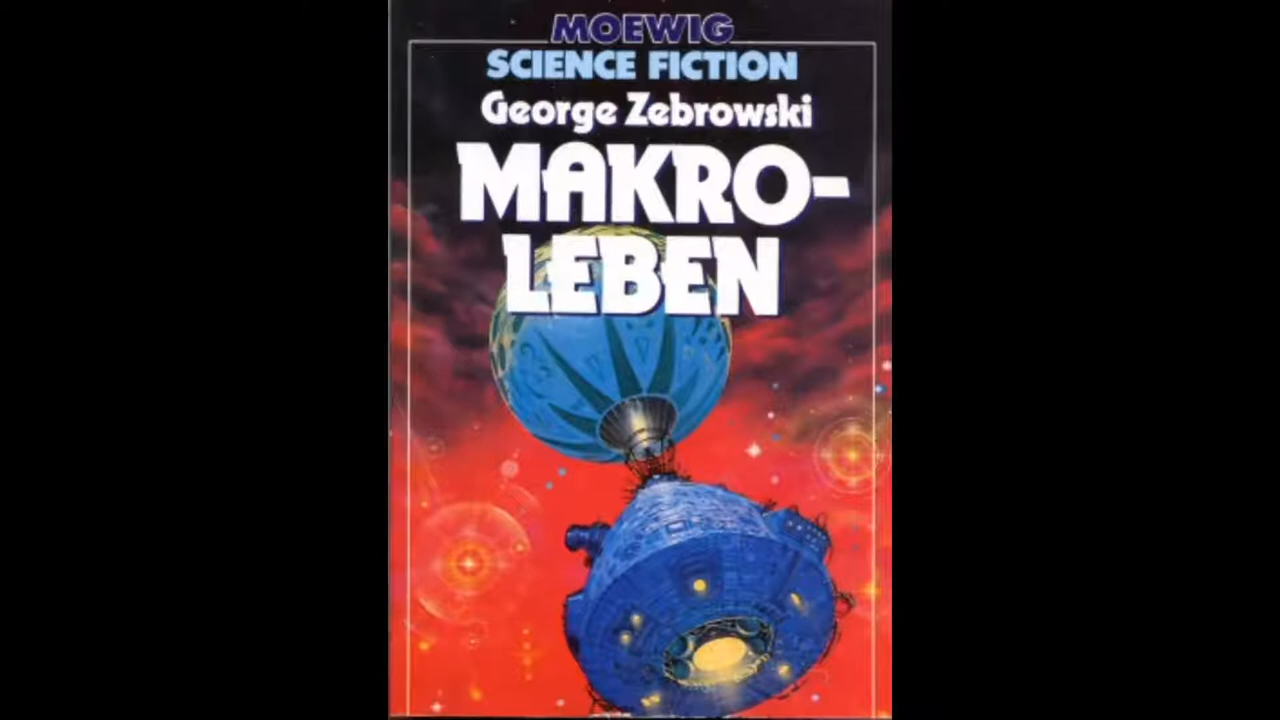 MOEWIG
SCIENCE FICTION
George Zebrowski
MAKRO-
LEBEN